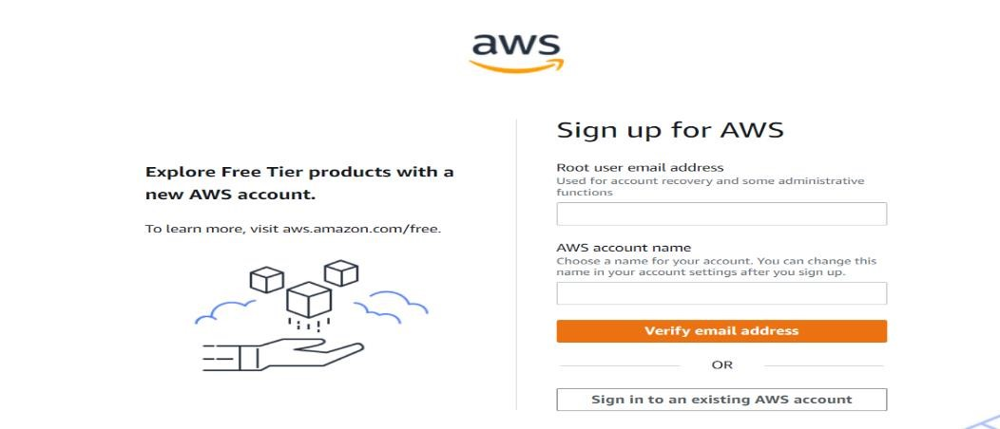 aws
Explore Free Tier products with a
new AWS account.
To learn more, visit aws.amazon.com/free.
Sign up for AWS
Root user email address
Used for account recovery and some administrative
functions
AWS account name
Choose a name for your account. You can change this
name in your account settings after you sign up.
Verify email address
OR
Sign in to an existing AWS account